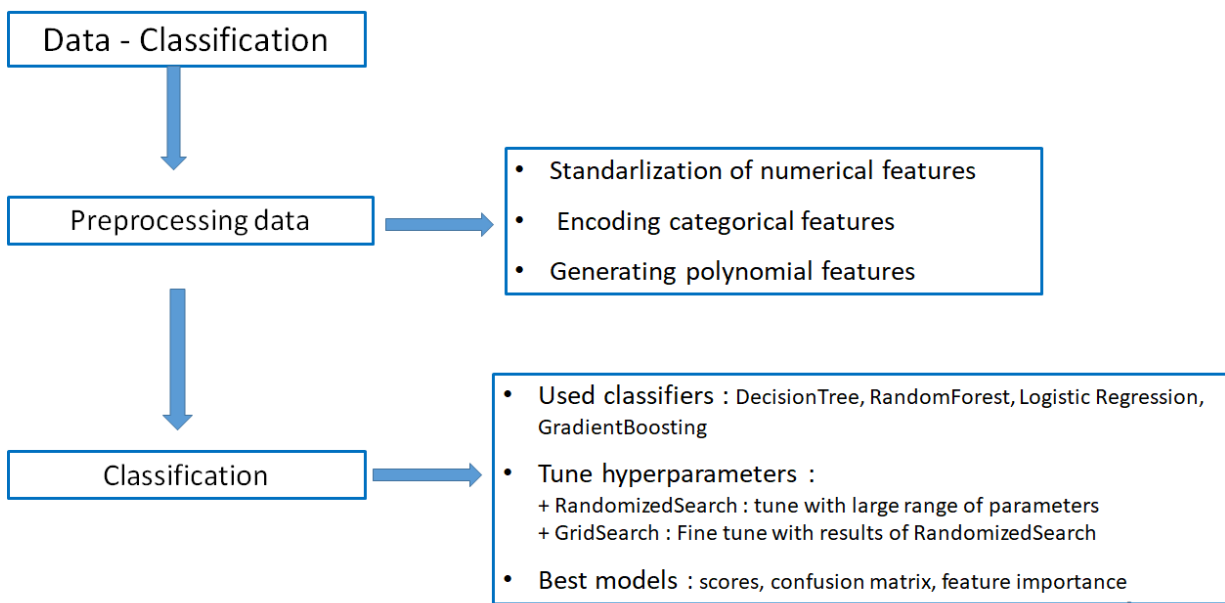 Data - Classification
Preprocessing data
• Standarlization of numerical features
• Encoding categorical features
• Generating polynomial features
Classification
• Used classifiers : DecisionTree, RandomForest, Logistic Regression,
GradientBoosting
• Tune hyperparameters :
+ RandomizedSearch : tune with large range of parameters
+ GridSearch : Fine tune with results of RandomizedSearch
• Best models : scores, confusion matrix, feature importance